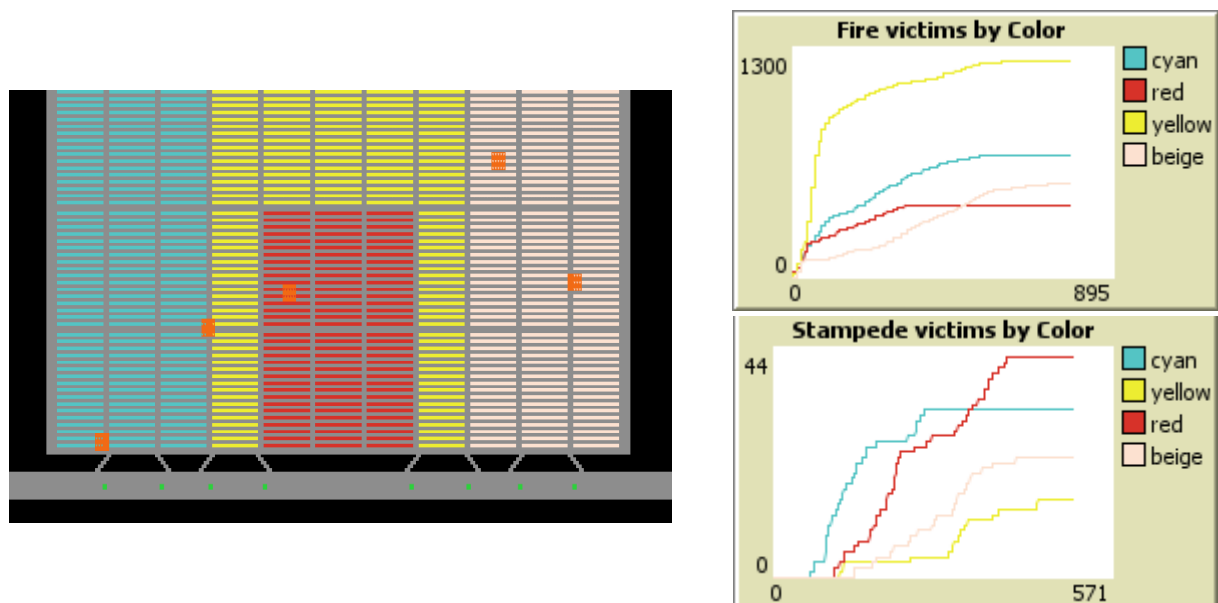 Fire victims by Color
1300
0
0 895
cyan
red
yellow
beige
Stampede victims by Color
44
0
0 571
cyan
yellow
red
beige